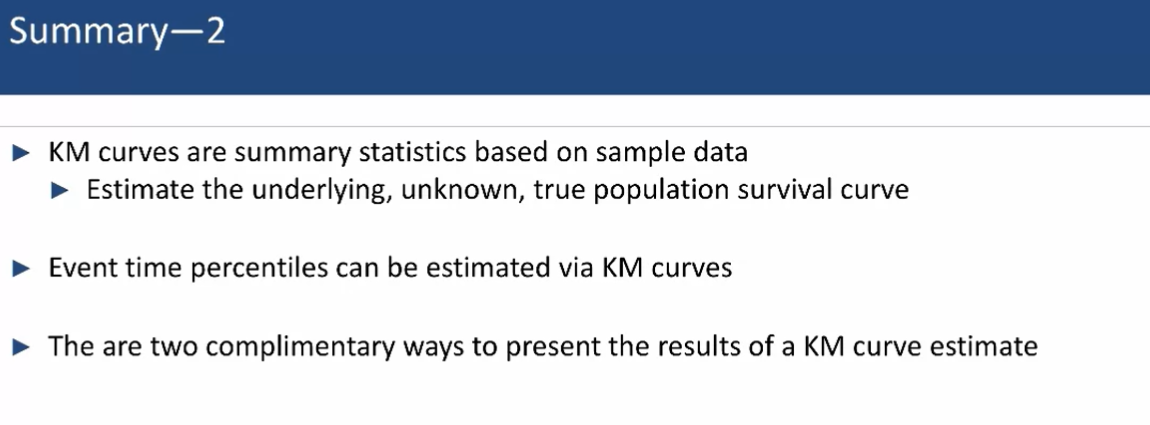 Summary—2
KM curves are summary statistics based on sample data
Estimate the underlying, unknown, true population survival curve
Event time percentiles can be estimated via KM curves
The are two complimentary ways to present the results of a KM curve estimate